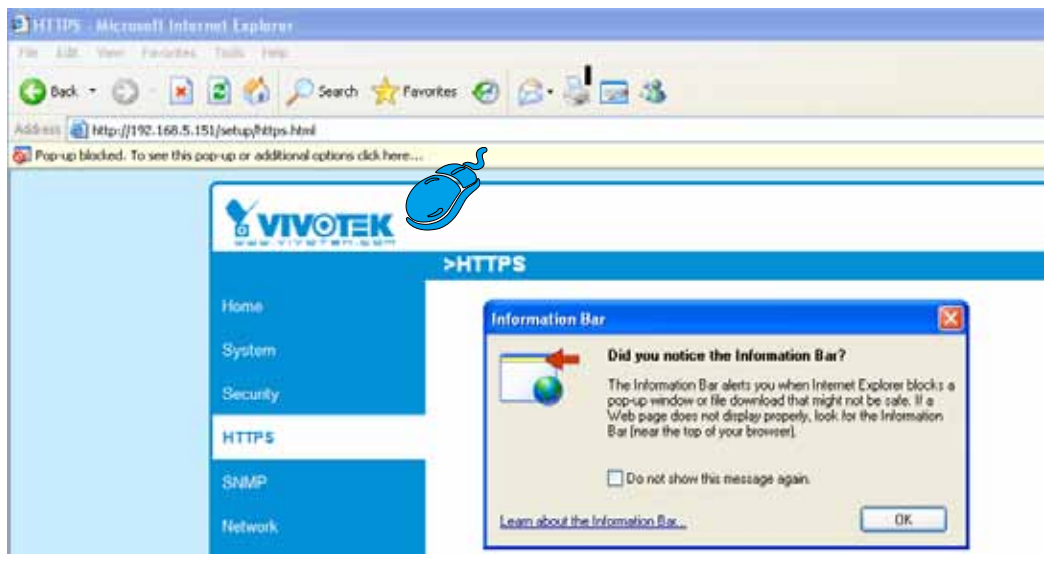 HTTPS - Microsoft Internet Explorer
File Edit View Favorites Tools Help
Back Search Favorites
Address http://192.168.5.151/setup/https.html
Pop-up blocked. To see this pop-up or additional options click here...
VIVOTEK
www.vivotek.com
>HTTPS
Home
System
Security
HTTPS
SNMP
Network
Information Bar
Did you notice the Information Bar?
The Information Bar alerts you when Internet Explorer blocks a
pop-up window or file download that might not be safe. If a
Web page does not display properly, look for the Information
Bar (near the top of your browser).
Do not show this message again.
Learn about the Information Bar...
OK